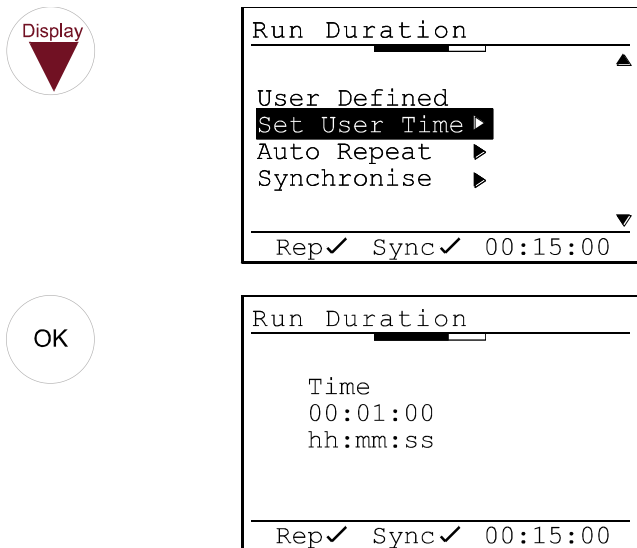 Display
Run Duration
User Defined
Set User Time
Auto Repeat
Synchronise
Rep✓ Sync✓ 00:15:00
OK
Run Duration
Time
00:01:00
hh:mm:ss
Rep✓ Sync✓ 00:15:00